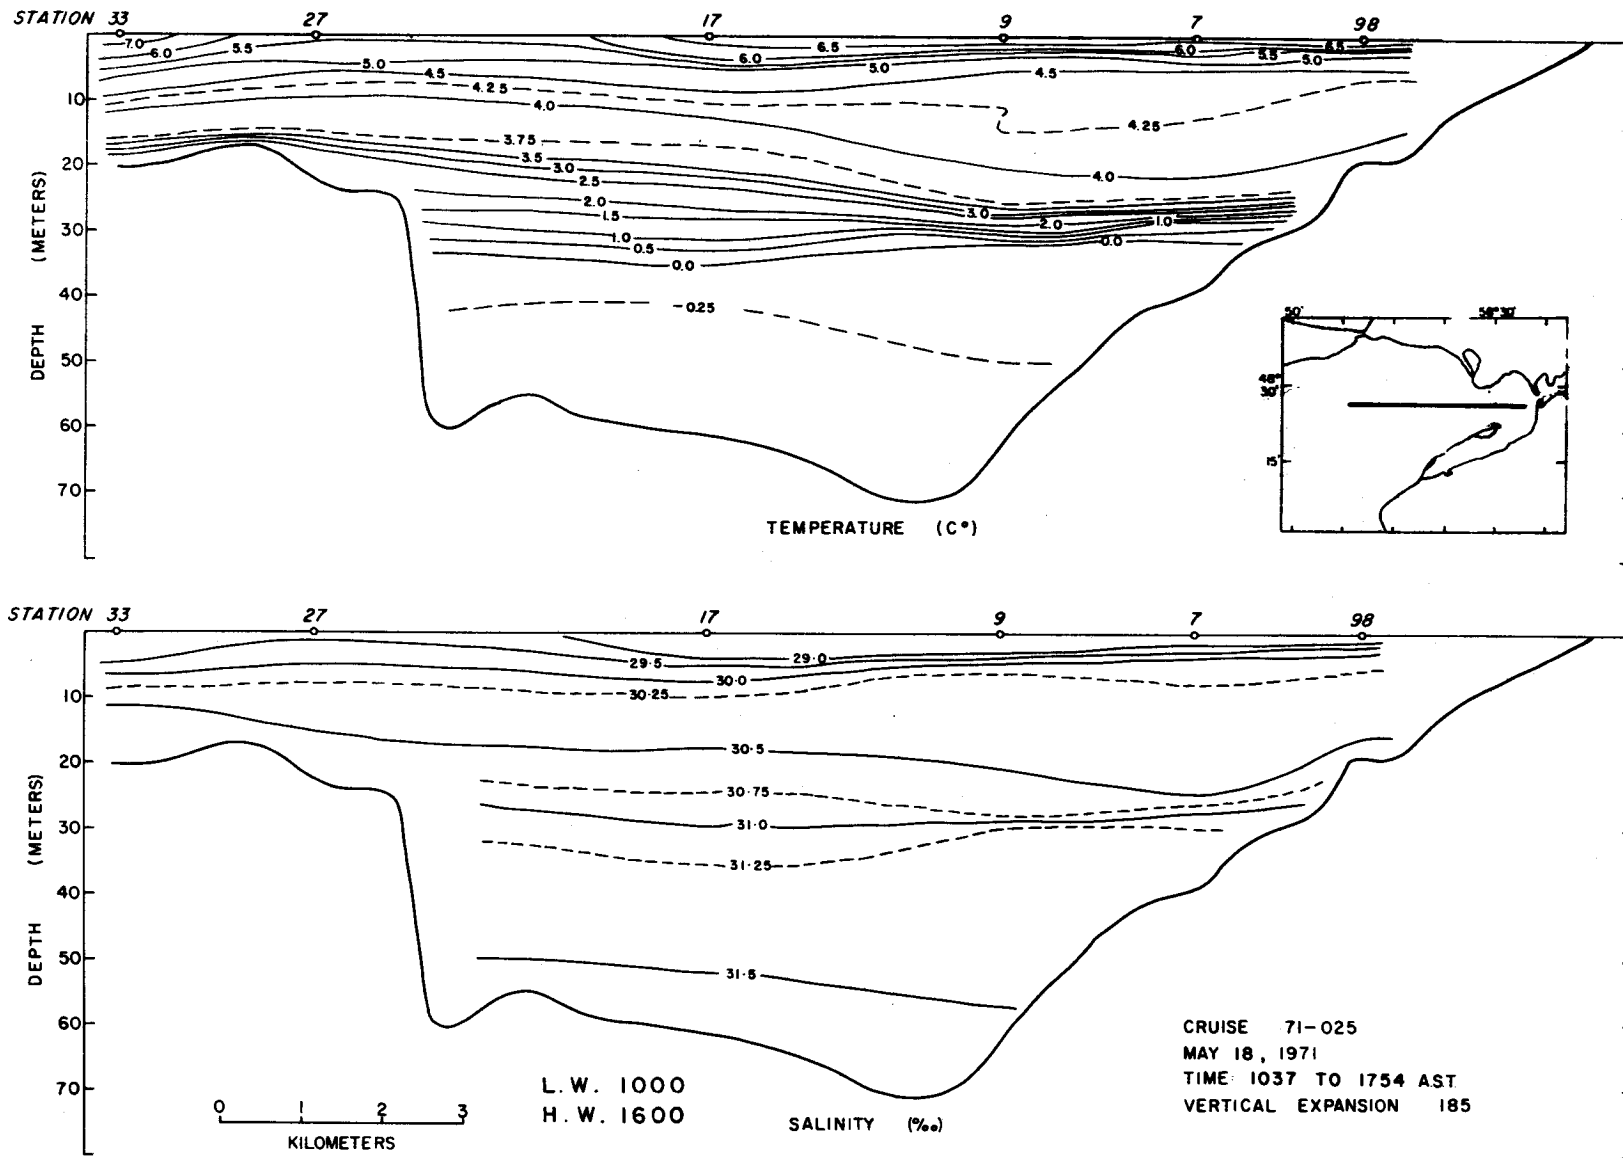 STATION 33 27 17 9 7 98
7.0 6.0 5.5 5.0 4.5 4.25 4.0
6.5 6.0 5.0 4.5
6.0 5.5 6.5 5.0
4.25
3.75
3.5
3.0
2.5
4.0
2.0
1.5
1.0
0.5
0.0
3.0 2.0 1.0 0.0
-0.25
10
20
30
40
50
60
70
DEPTH (METERS)
TEMPERATURE (C°)
50'
48°
30'
15'
STATION 33 27 17 9 7 98
29.5 29.0
30.0
30.25
30.5
30.75
31.0
31.25
31.5
10
20
30
40
50
60
70
DEPTH (METERS)
0 1 2 3
KILOMETERS
L.W. 1000
H.W. 1600
SALINITY (‰)
CRUISE 71-025
MAY 18, 1971
TIME: 1037 TO 1754 A.S.T.
VERTICAL EXPANSION 185